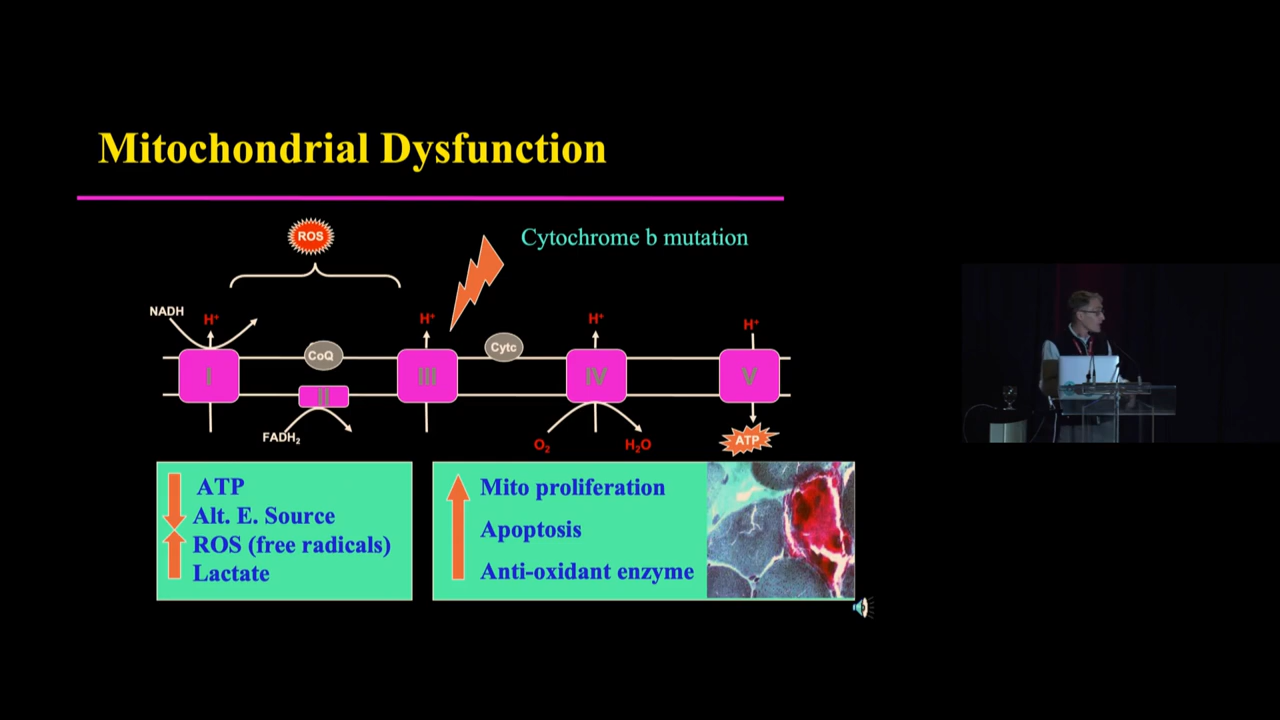 Mitochondrial Dysfunction
ROS
Cytochrome b mutation
NADH
H⁺
H⁺
H⁺
H⁺
CoQ
Cytc
I
II
III
IV
V
FADH₂
O₂
H₂O
ATP
ATP
Alt. E. Source
ROS (free radicals)
Lactate
Mito proliferation
Apoptosis
Anti-oxidant enzyme